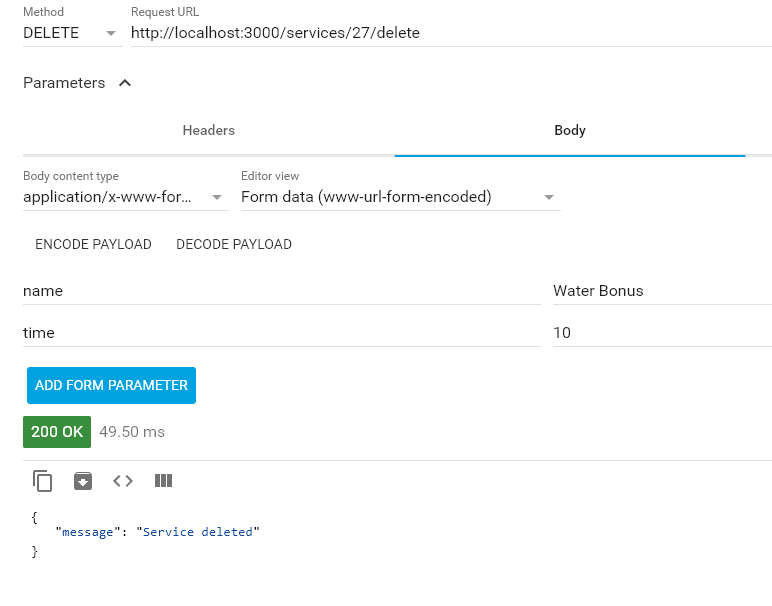 Method
Request URL
DELETE
http://localhost:3000/services/27/delete
Parameters
Headers
Body
Body content type
Editor view
application/x-www-for...
Form data (www-url-form-encoded)
ENCODE PAYLOAD
DECODE PAYLOAD
name
Water Bonus
time
10
ADD FORM PARAMETER
200 OK
49.50 ms
{
"message": "Service deleted"
}